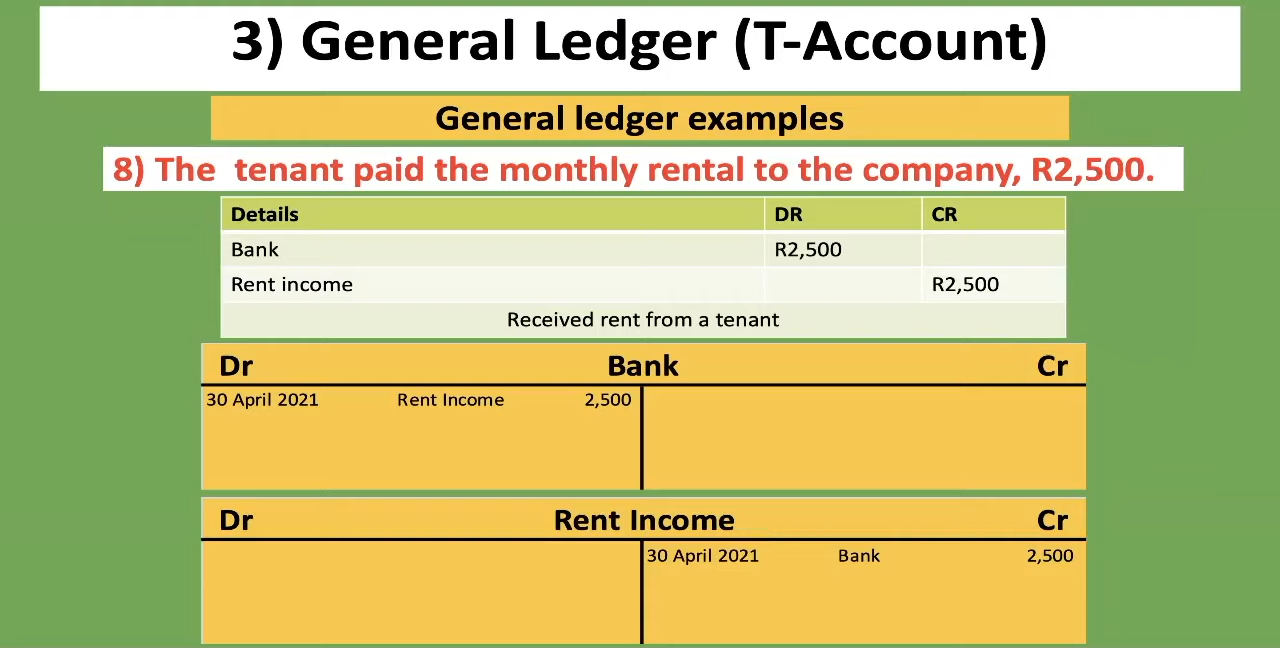 3) General Ledger (T-Account)
General ledger examples
8) The tenant paid the monthly rental to the company, R2,500.
Details DR CR
Bank R2,500
Rent income R2,500
Received rent from a tenant
Dr Bank Cr
30 April 2021 Rent Income 2,500
Dr Rent Income Cr
30 April 2021 Bank 2,500